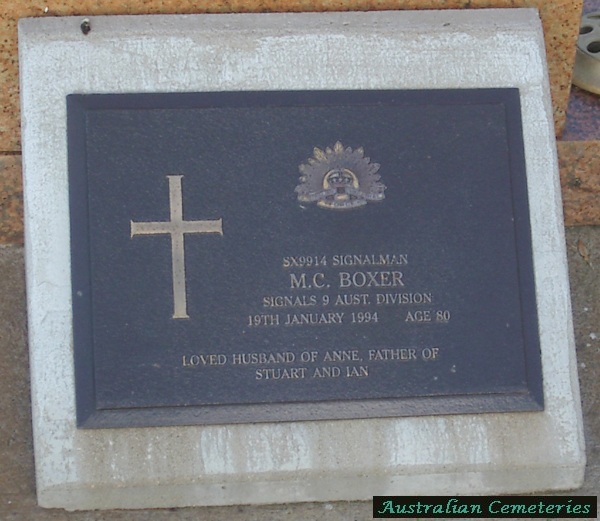 SX9914 SIGNALMAN
M.C. BOXER
SIGNALS 9 AUST. DIVISION
19TH JANUARY 1994 AGE 80
LOVED HUSBAND OF ANNE, FATHER OF
STUART AND IAN
Australian Cemeteries